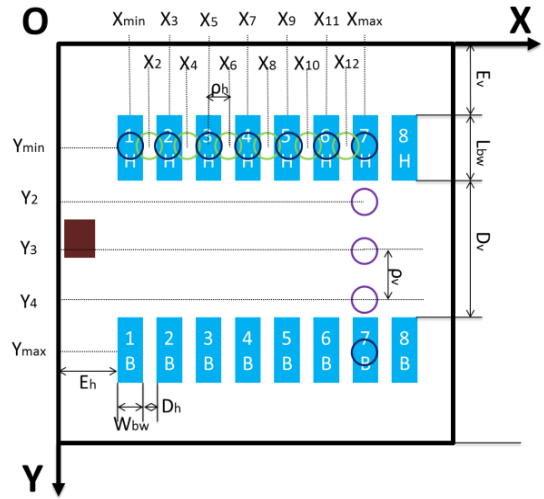 O X
Xmin X3 X5 X7 X9 X11 Xmax
X2 X4 X6 X8 X10 X12
ρh
Ev
Ymin
1 2 3 4 5 6 7 8
H H H H H H H H
Lbw
Y2
Dv
Y3
ρv
Y4
Ymax
1 2 3 4 5 6 7 8
B B B B B B B B
Eh
Dh
Wbw
Y